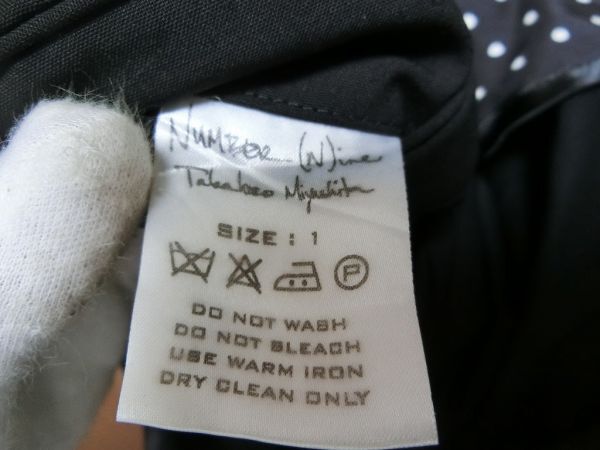 NUMBER (N)ine
Takahiro Miyashita
SIZE : 1
P
DO NOT WASH
DO NOT BLEACH
USE WARM IRON
DRY CLEAN ONLY